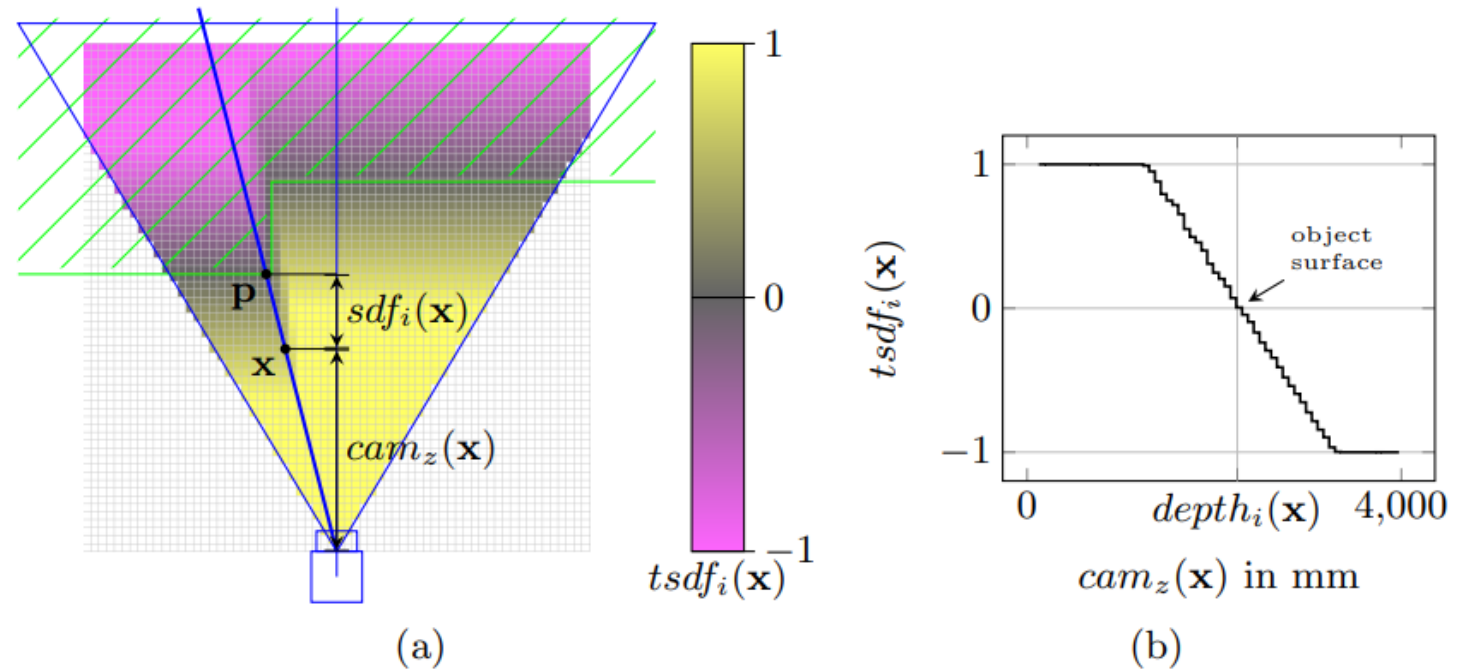 1
0
−1
tsdf_i(x)
p
sdf_i(x)
x
cam_z(x)
(a)
tsdf_i(x)
1
0
−1
object
surface
0
depth_i(x)
4,000
cam_z(x) in mm
(b)